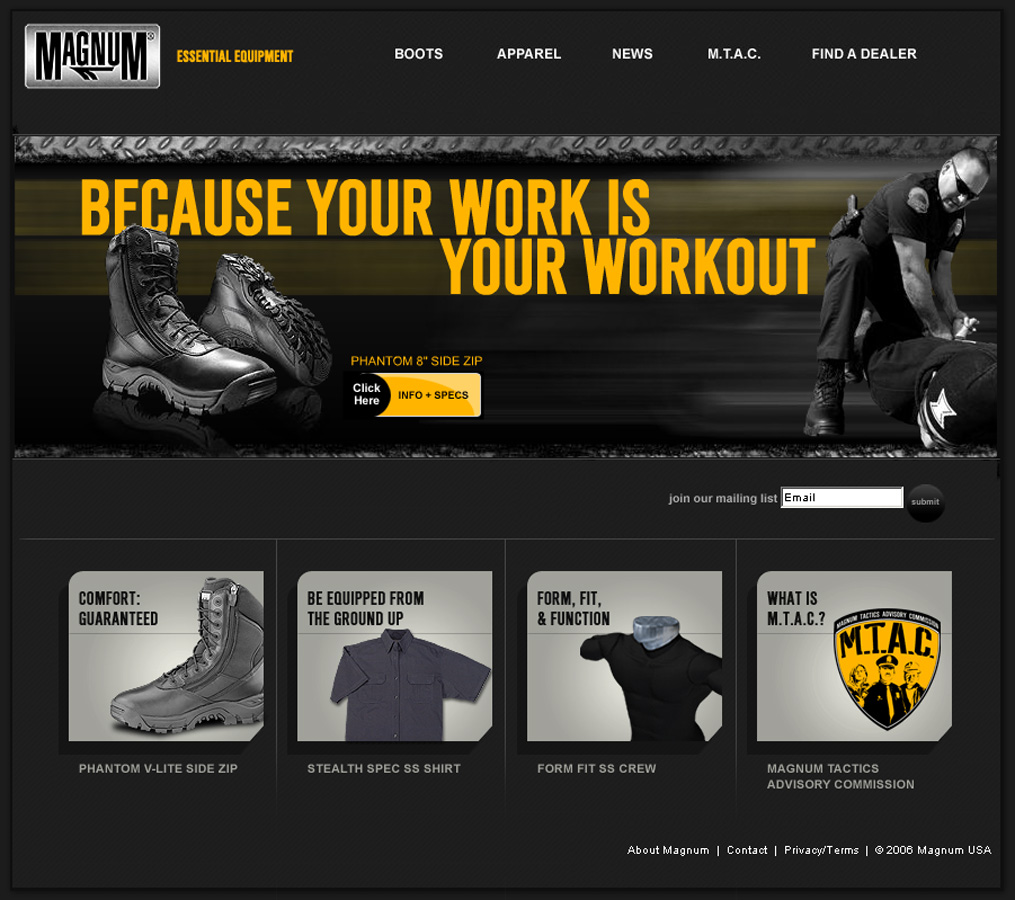 MAGNUM®
ESSENTIAL EQUIPMENT
BOOTS
APPAREL
NEWS
M.T.A.C.
FIND A DEALER
BECAUSE YOUR WORK IS
YOUR WORKOUT
PHANTOM 8" SIDE ZIP
Click
Here
INFO + SPECS
join our mailing list
Email
submit
COMFORT:
GUARANTEED
BE EQUIPPED FROM
THE GROUND UP
FORM, FIT,
& FUNCTION
WHAT IS
M.T.A.C.?
MAGNUM TACTICS ADVISORY COMMISSION
M.T.A.C.
PHANTOM V-LITE SIDE ZIP
STEALTH SPEC SS SHIRT
FORM FIT SS CREW
MAGNUM TACTICS
ADVISORY COMMISSION
About Magnum | Contact | Privacy/Terms | © 2006 Magnum USA